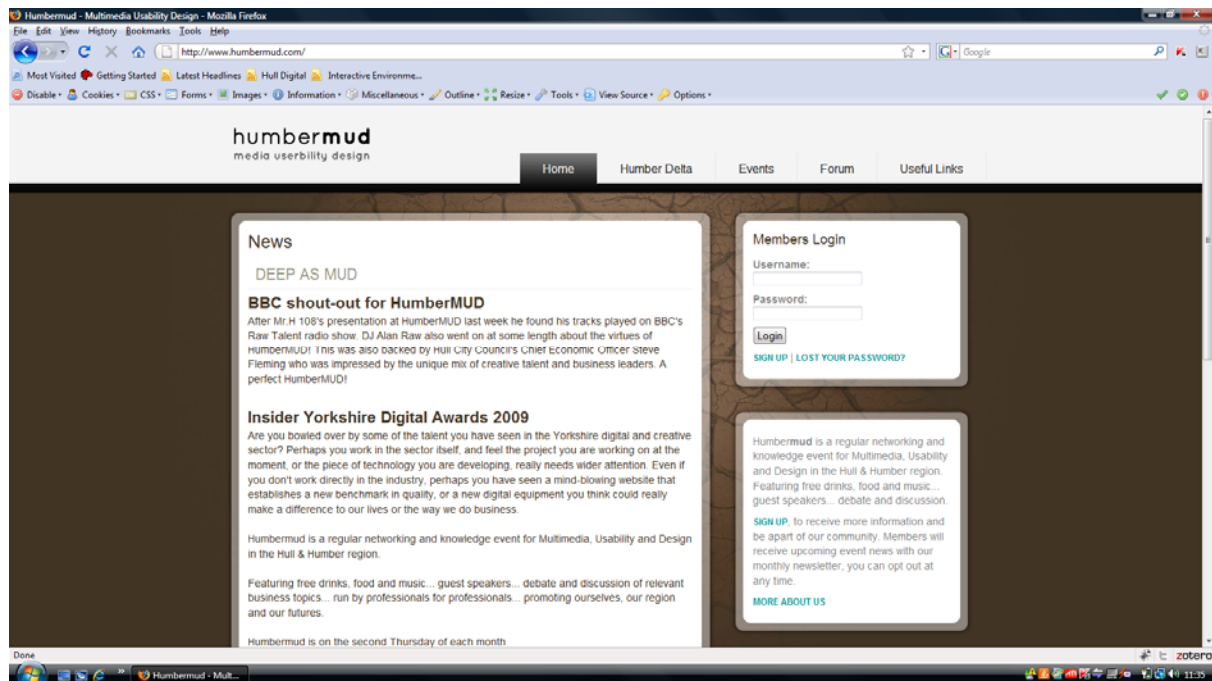 Humbermud - Multimedia Usability Design - Mozilla Firefox
File Edit View History Bookmarks Tools Help
http://www.humbermud.com/
Google
Most Visited Getting Started Latest Headlines Hull Digital Interactive Environme...
Disable Cookies CSS Forms Images Information Miscellaneous Outline Resize Tools View Source Options
humbermud
media userbility design
Home Humber Delta Events Forum Useful Links
News
DEEP AS MUD
BBC shout-out for HumberMUD
After Mr.H 108's presentation at HumberMUD last week he found his tracks played on BBC's
Raw Talent radio show. DJ Alan Raw also went on at some length about the virtues of
HumberMUD! This was also backed by Hull City Council's Chief Economic Officer Steve
Fleming who was impressed by the unique mix of creative talent and business leaders. A
perfect HumberMUD!
Insider Yorkshire Digital Awards 2009
Are you bowled over by some of the talent you have seen in the Yorkshire digital and creative
sector? Perhaps you work in the sector itself, and feel the project you are working on at the
moment, or the piece of technology you are developing, really needs wider attention. Even if
you don't work directly in the industry, perhaps you have seen a mind-blowing website that
establishes a new benchmark in quality, or a new digital equipment you think could really
make a difference to our lives or the way we do business.
Humbermud is a regular networking and knowledge event for Multimedia, Usability and Design
in the Hull & Humber region.
Featuring free drinks, food and music... guest speakers... debate and discussion of relevant
business topics... run by professionals for professionals... promoting ourselves, our region
and our futures.
Humbermud is on the second Thursday of each month
Members Login
Username:
Password:
Login
SIGN UP | LOST YOUR PASSWORD?
Humbermud is a regular networking and
knowledge event for Multimedia, Usability
and Design in the Hull & Humber region.
Featuring free drinks, food and music...
guest speakers... debate and discussion.
SIGN UP, to receive more information and
be apart of our community. Members will
receive upcoming event news with our
monthly newsletter, you can opt out at
any time.
MORE ABOUT US
Done
zotero
Humbermud - Mult...
11:35